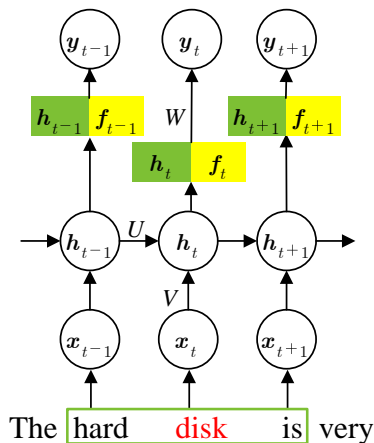 y_{t-1} y_t y_{t+1}
h_{t-1} f_{t-1} W h_{t+1} f_{t+1}
h_t f_t
U
h_{t-1} h_t h_{t+1}
V
x_{t-1} x_t x_{t+1}
The hard disk is very